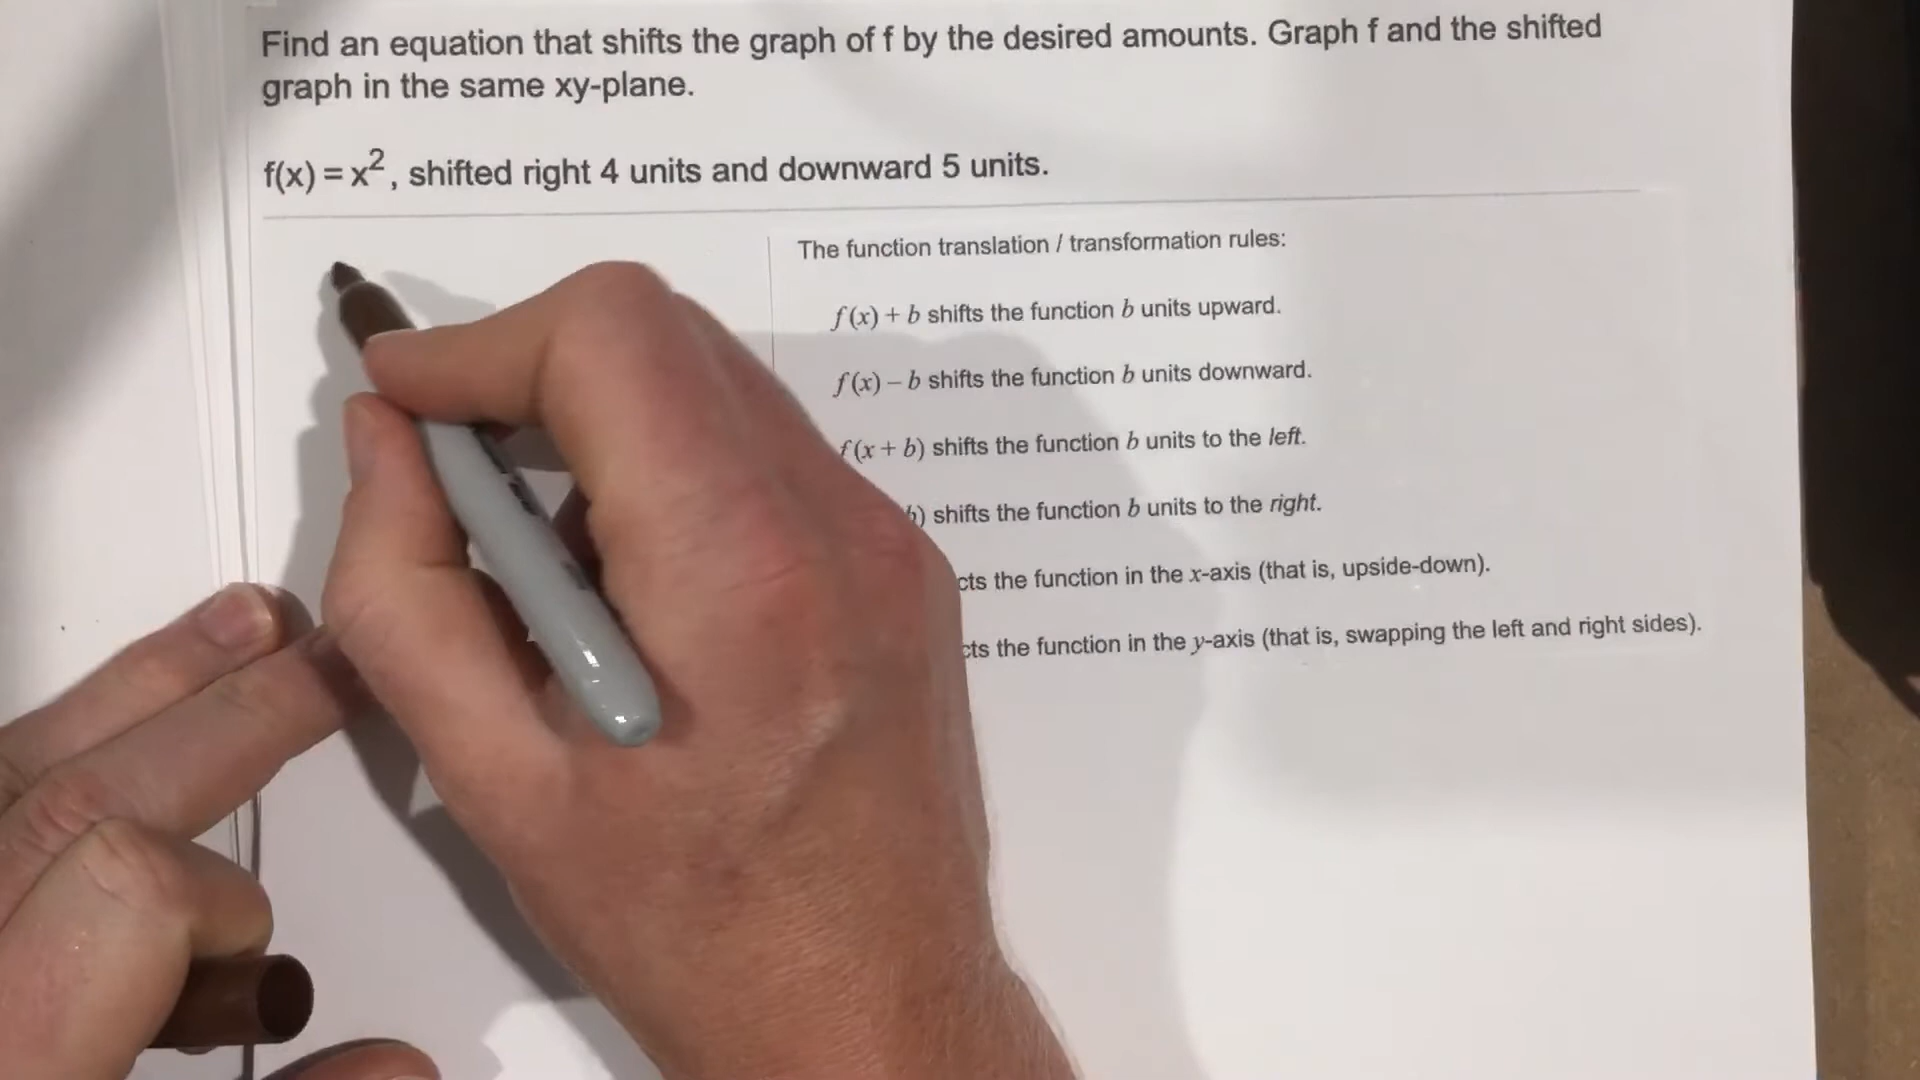 Find an equation that shifts the graph of f by the desired amounts. Graph f and the shifted
graph in the same xy-plane.
f(x) = x², shifted right 4 units and downward 5 units.
The function translation / transformation rules:
f(x) + b shifts the function b units upward.
f(x) – b shifts the function b units downward.
f(x + b) shifts the function b units to the left.
b) shifts the function b units to the right.
cts the function in the x-axis (that is, upside-down).
cts the function in the y-axis (that is, swapping the left and right sides).